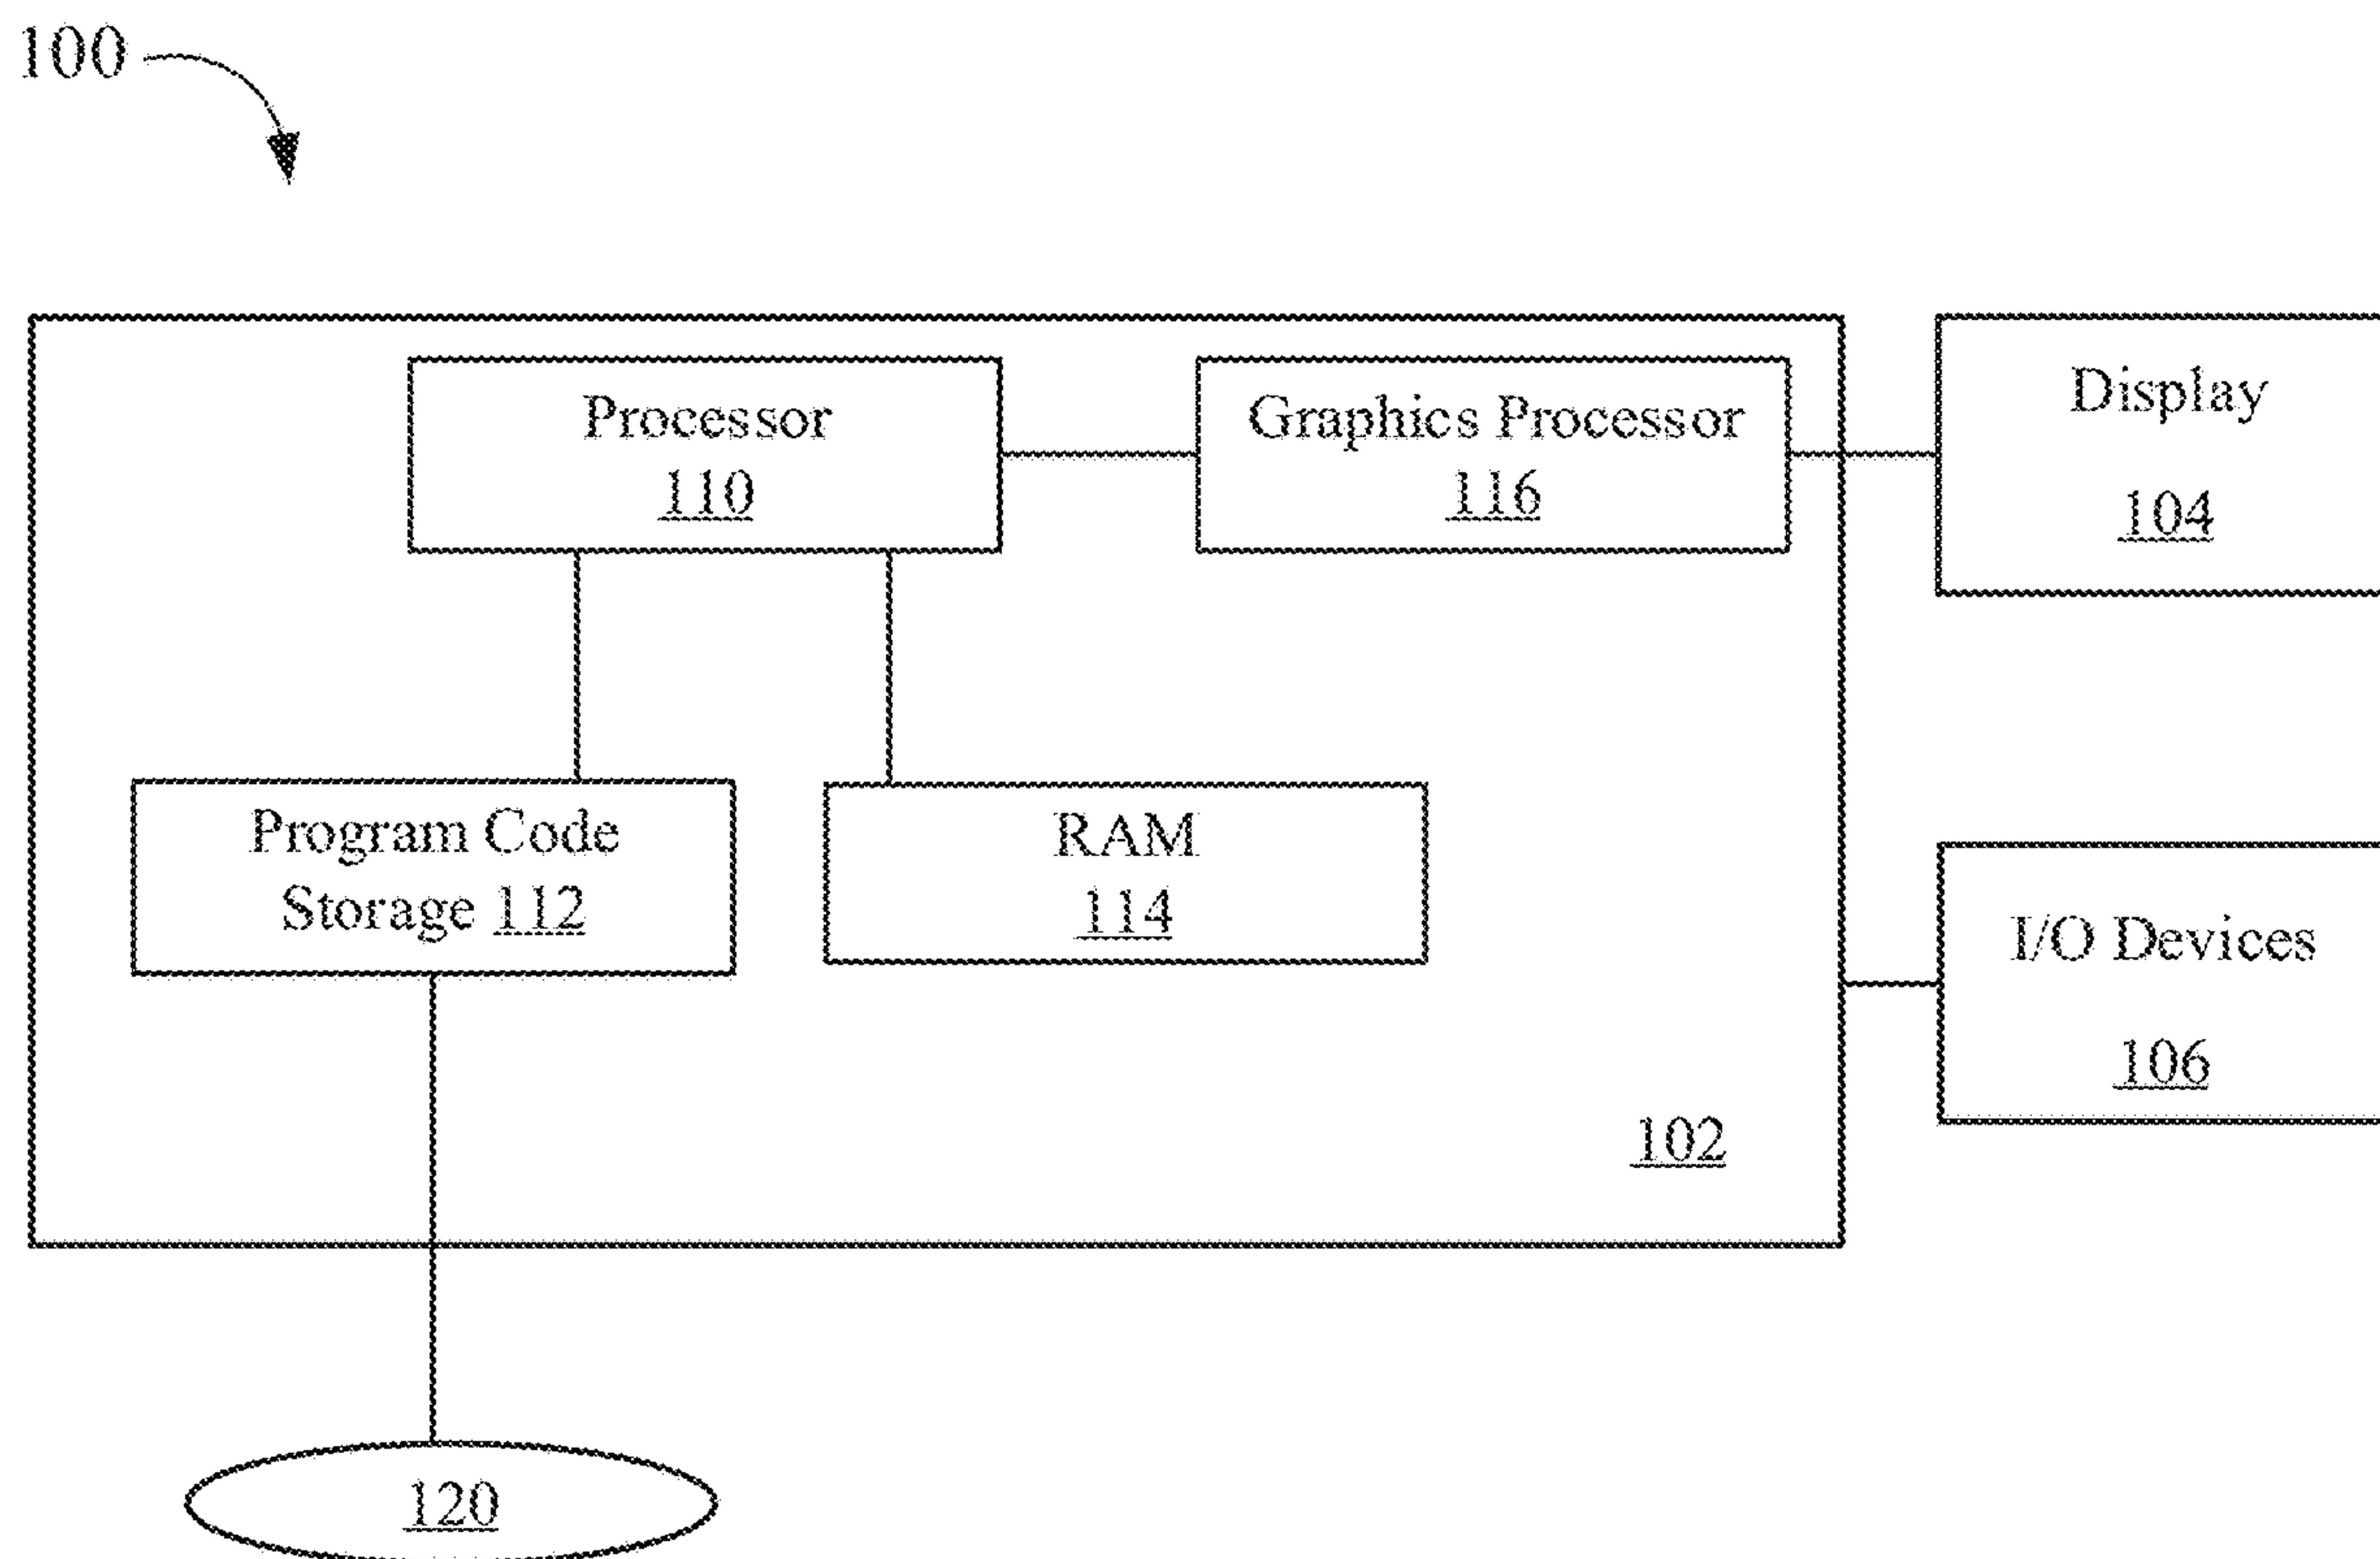 100
Processor
110
Graphics Processor
116
Display
104
Program Code
Storage 112
RAM
114
I/O Devices
106
102
120